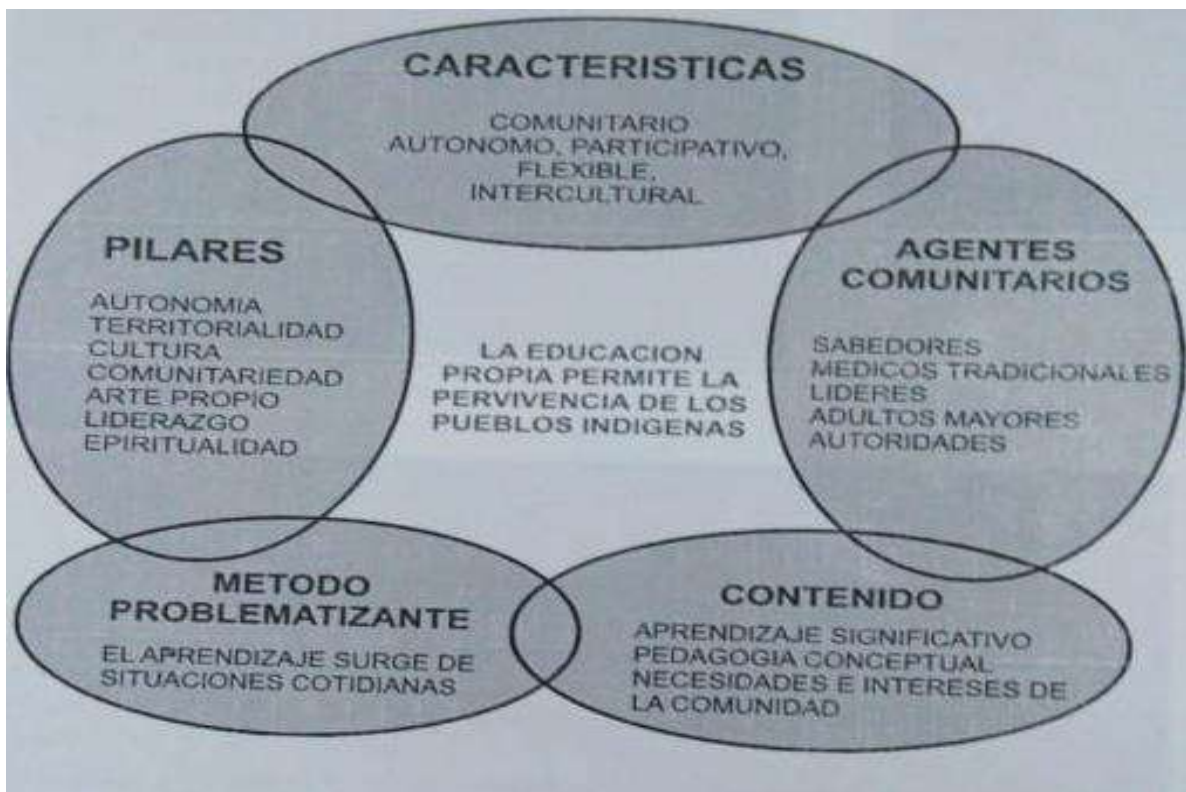 CARACTERISTICAS
COMUNITARIO
AUTONOMO, PARTICIPATIVO,
FLEXIBLE,
INTERCULTURAL
PILARES
AUTONOMIA
TERRITORIALIDAD
CULTURA
COMUNITARIEDAD
ARTE PROPIO
LIDERAZGO
EPIRITUALIDAD
LA EDUCACION
PROPIA PERMITE LA
PERVIVENCIA DE LOS
PUEBLOS INDIGENAS
AGENTES
COMUNITARIOS
SABEDORES
MEDICOS TRADICIONALES
LIDERES
ADULTOS MAYORES
AUTORIDADES
METODO
PROBLEMATIZANTE
EL APRENDIZAJE SURGE DE
SITUACIONES COTIDIANAS
CONTENIDO
APRENDIZAJE SIGNIFICATIVO
PEDAGOGIA CONCEPTUAL
NECESIDADES E INTERESES DE
LA COMUNIDAD